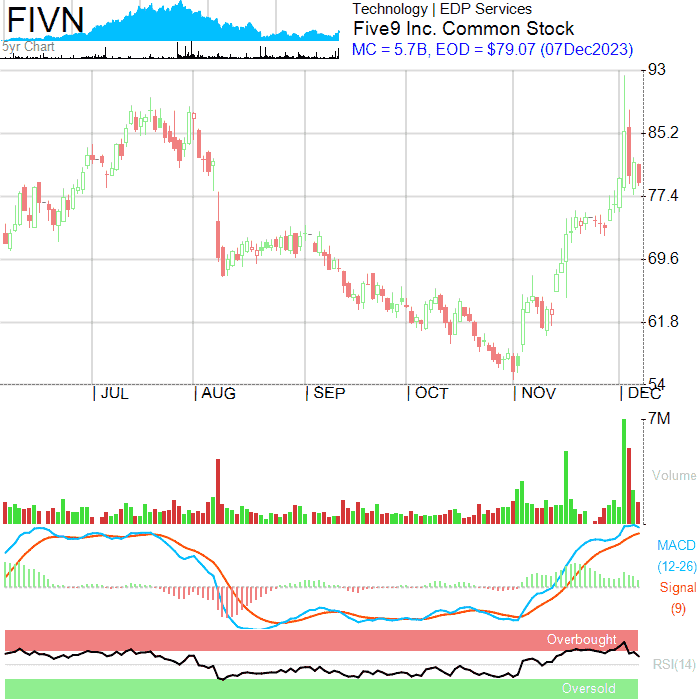 FIVN
5yr Chart
Technology | EDP Services
Five9 Inc. Common Stock
MC = 5.7B, EOD = $79.07 (07Dec2023)
93
85.2
77.4
69.6
61.8
54
JUL AUG SEP OCT NOV DEC
7M
Volume
MACD
(12-26)
Signal
(9)
Overbought
RSI(14)
Oversold